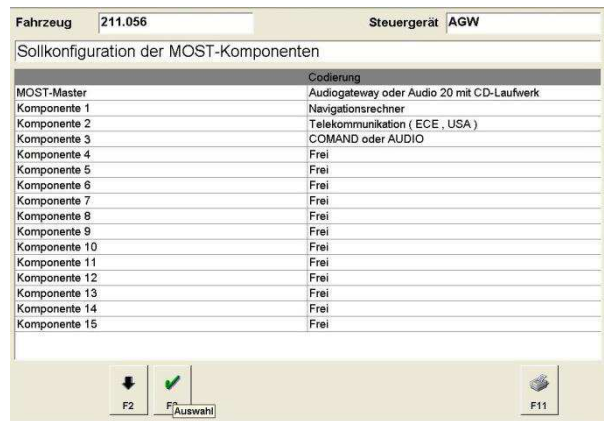 Fahrzeug 211.056 Steuergerät AGW
Sollkonfiguration der MOST-Komponenten
Codierung
MOST-Master Audiogateway oder Audio 20 mit CD-Laufwerk
Komponente 1 Navigationsrechner
Komponente 2 Telekommunikation ( ECE , USA )
Komponente 3 COMAND oder AUDIO
Komponente 4 Frei
Komponente 5 Frei
Komponente 6 Frei
Komponente 7 Frei
Komponente 8 Frei
Komponente 9 Frei
Komponente 10 Frei
Komponente 11 Frei
Komponente 12 Frei
Komponente 13 Frei
Komponente 14 Frei
Komponente 15 Frei
F2 F11
Auswahl